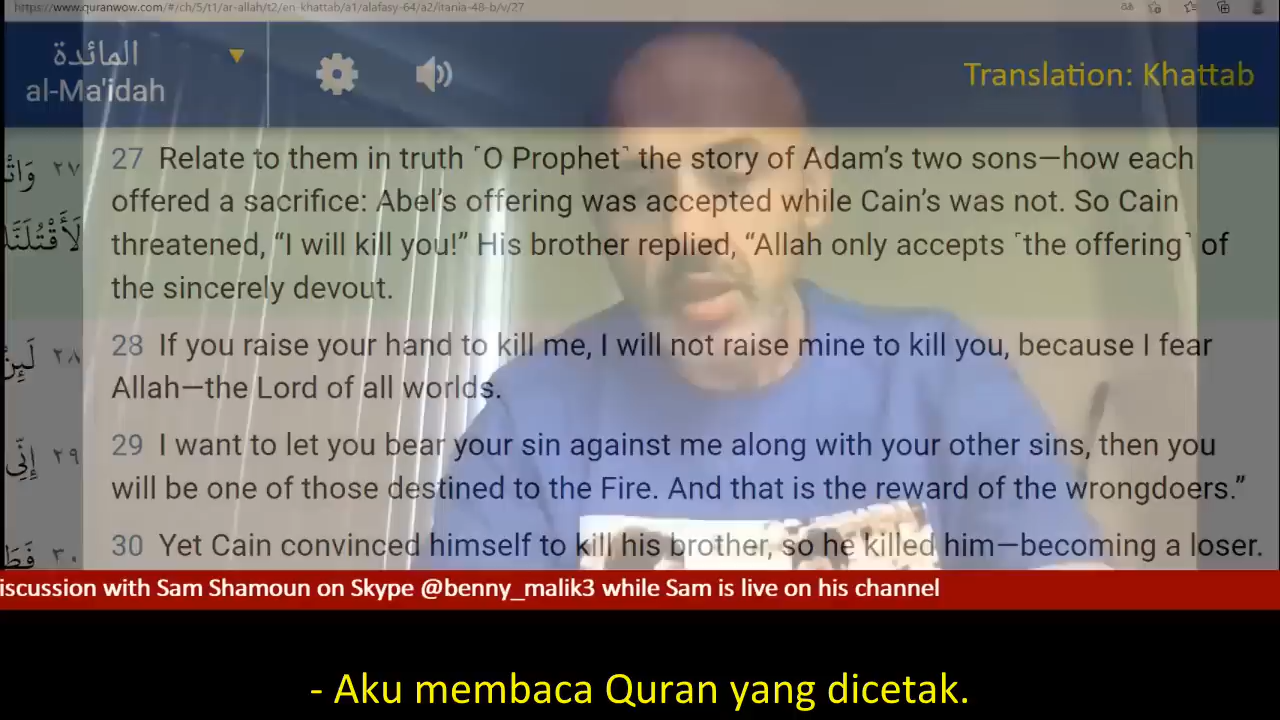 https://www.quranwow.com/#/ch/5/t1/ar-allah/t2/en-khattab/a1/alafasy-64/a2/itania-48-b/v/27
المائدة
al-Ma'idah
Translation: Khattab
٢٧
27 Relate to them in truth ˹O Prophet˺ the story of Adam’s two sons—how each
offered a sacrifice: Abel’s offering was accepted while Cain’s was not. So Cain
لَأَقْتُلَنَّكَ threatened, “I will kill you!” His brother replied, “Allah only accepts ˹the offering˺ of
the sincerely devout.
٢٨ لَئِنْ
28 If you raise your hand to kill me, I will not raise mine to kill you, because I fear
Allah—the Lord of all worlds.
٢٩ إِنِّي
29 I want to let you bear your sin against me along with your other sins, then you
will be one of those destined to the Fire. And that is the reward of the wrongdoers.”
٣٠
30 Yet Cain convinced himself to kill his brother, so he killed him—becoming a loser.
iscussion with Sam Shamoun on Skype @benny_malik3 while Sam is live on his channel
- Aku membaca Quran yang dicetak.